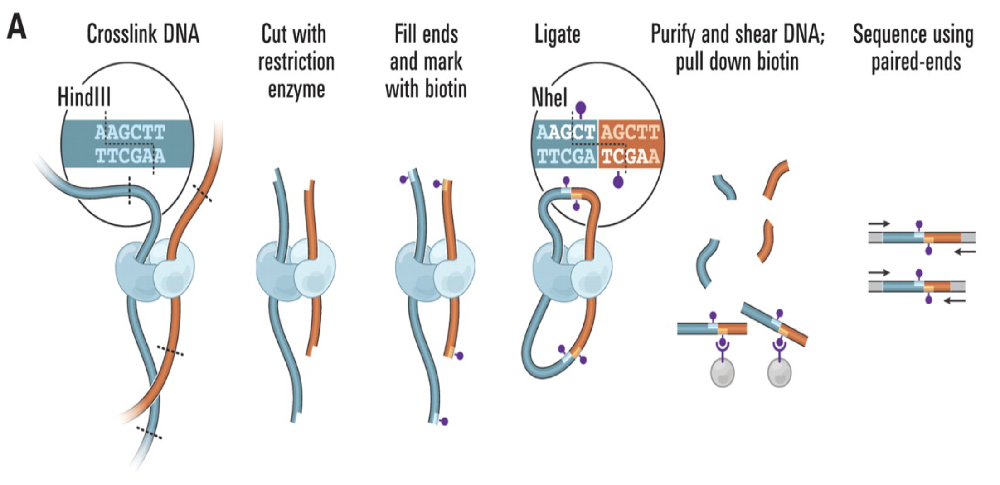 A
Crosslink DNA
HindIII
AAGCTT
TTCGAA
Cut with
restriction
enzyme
Fill ends
and mark
with biotin
Ligate
NheI
AAGCT AGCTT
TTCGA TCGAA
Purify and shear DNA;
pull down biotin
Sequence using
paired-ends